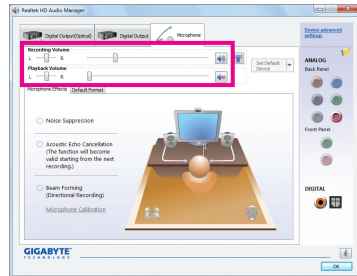 Realtek HD Audio Manager
Digital Output(Optical)
Digital Output
Microphone
Device advanced
settings
Recording Volume
L
R
Set Default
Device
Playback Volume
L
R
ANALOG
Back Panel
Microphone Effects
Default Format
Noise Suppression
Acoustic Echo Cancellation
(The function will become
valid starting from the next
recording.)
Beam Forming
(Directional Recording)
Microphone Calibration
Front Panel
DIGITAL
GIGABYTE
TECHNOLOGY
i
OK